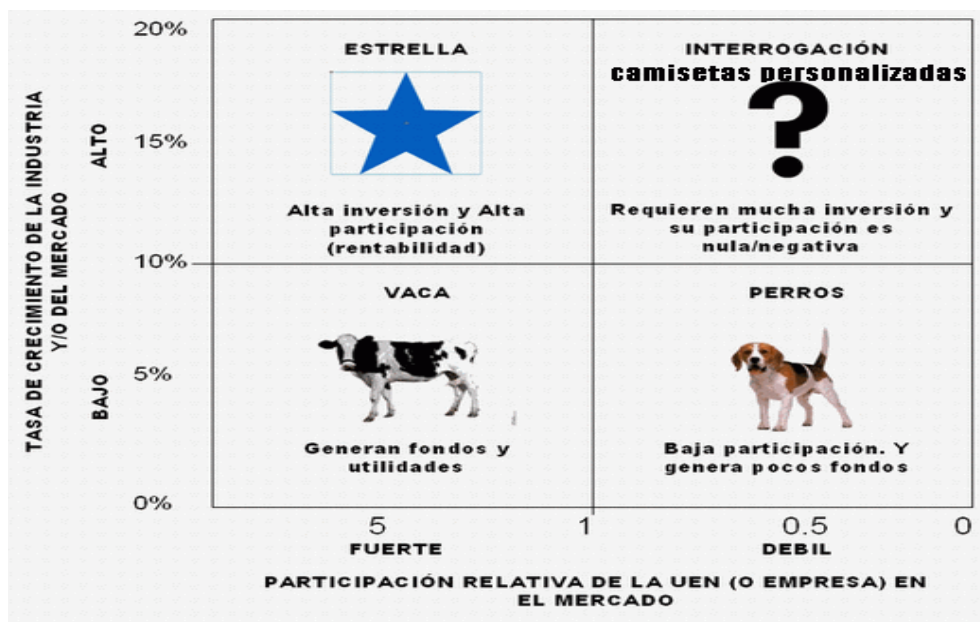 TASA DE CRECIMIENTO DE LA INDUSTRIA
Y/O DEL MERCADO
ALTO
BAJO
20%
15%
10%
5%
0%
ESTRELLA
Alta inversión y Alta
participación
(rentabilidad)
INTERROGACIÓN
camisetas personalizadas
?
Requieren mucha inversión y
su participación es
nula/negativa
VACA
Generan fondos y
utilidades
PERROS
Baja participación. Y
genera pocos fondos
5
1
0.5
0
FUERTE
DEBIL
PARTICIPACIÓN RELATIVA DE LA UEN (O EMPRESA) EN
EL MERCADO